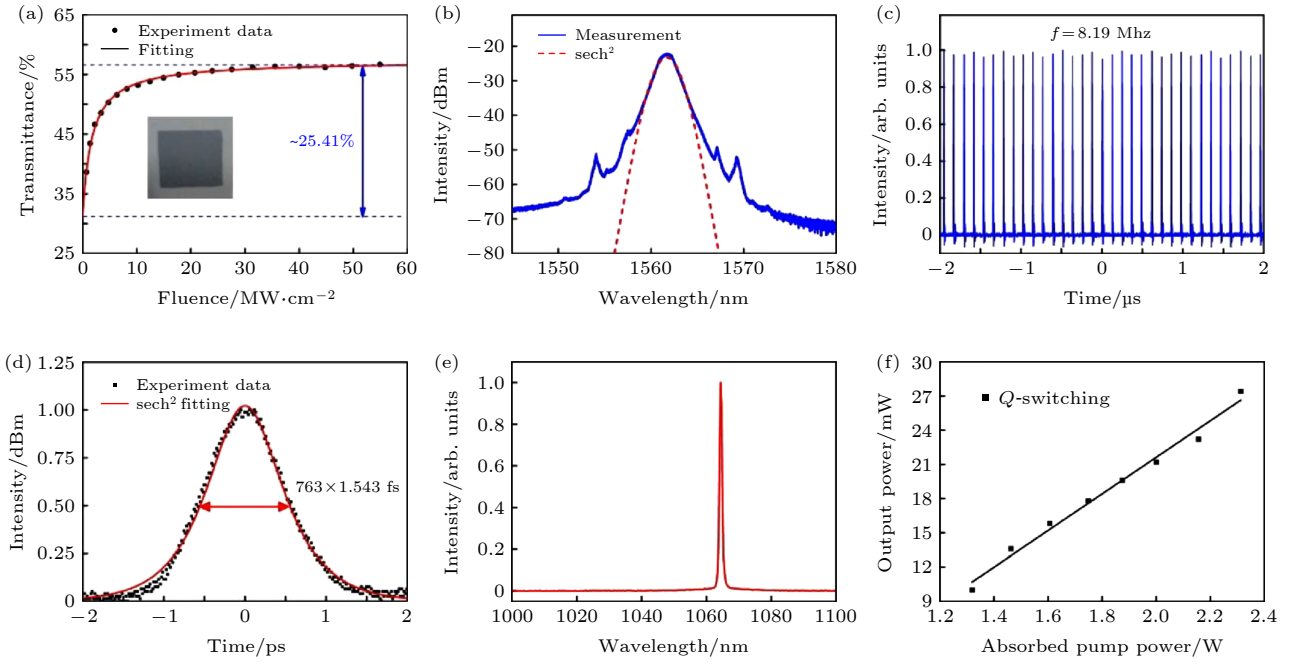 (a)
65
55
45
35
25
Transmittance/%
Experiment data
Fitting
~25.41%
0 10 20 30 40 50 60
Fluence/MW·cm⁻²
(b)
−20
−30
−40
−50
−60
−70
−80
Intensity/dBm
Measurement
sech²
1550 1560 1570 1580
Wavelength/nm
(c)
f = 8.19 Mhz
1.0
0.8
0.6
0.4
0.2
0
Intensity/arb. units
−2 −1 0 1 2
Time/µs
(d)
1.25
1.00
0.75
0.50
0.25
0
Intensity/dBm
Experiment data
sech² fitting
763×1.543 fs
−2 −1 0 1 2
Time/ps
(e)
1.0
0.8
0.6
0.4
0.2
0
Intensity/arb. units
1000 1020 1040 1060 1080 1100
Wavelength/nm
(f)
30
27
24
21
18
15
12
9
Output power/mW
Q-switching
1.2 1.4 1.6 1.8 2.0 2.2 2.4
Absorbed pump power/W